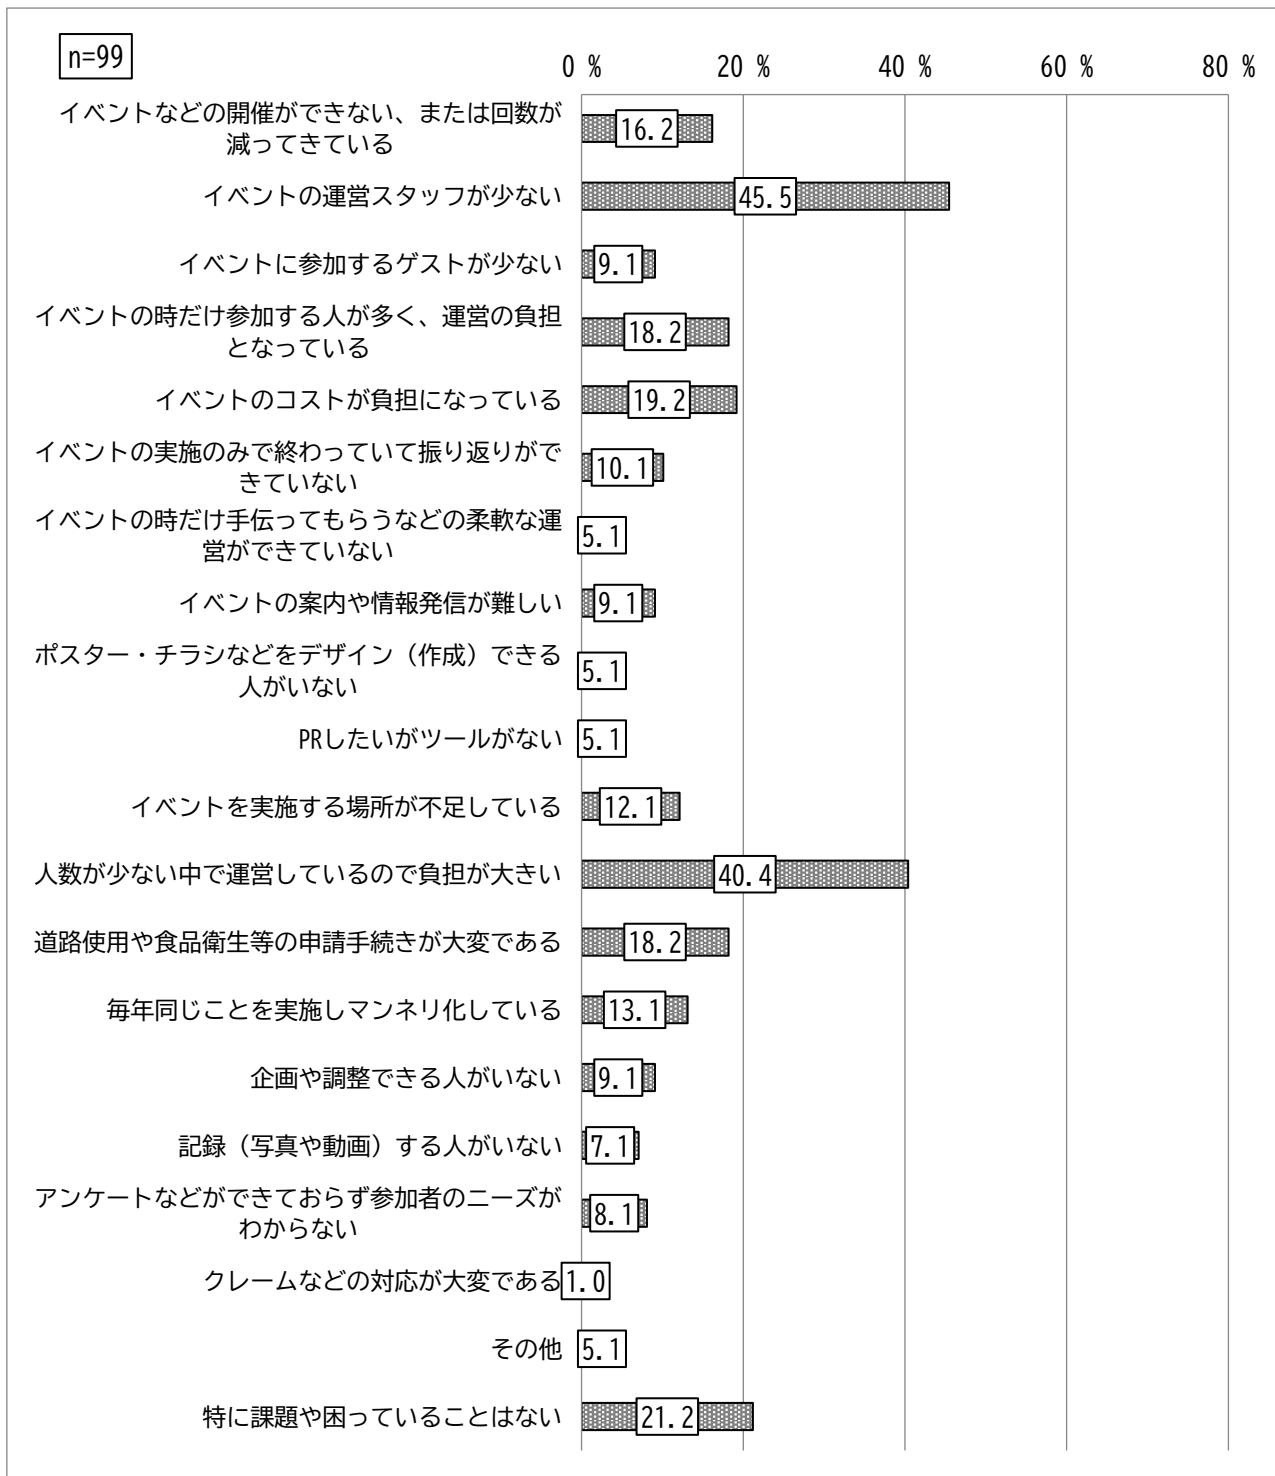 n=99
0 % 20 % 40 % 60 % 80 %
イベントなどの開催ができない、または回数が
減ってきている
16.2
イベントの運営スタッフが少ない
45.5
イベントに参加するゲストが少ない
9.1
イベントの時だけ参加する人が多く、運営の負担
となっている
18.2
イベントのコストが負担になっている
19.2
イベントの実施のみで終わっていて振り返りがで
きていない
10.1
イベントの時だけ手伝ってもらうなどの柔軟な運
営ができていない
5.1
イベントの案内や情報発信が難しい
9.1
ポスター・チラシなどをデザイン（作成）できる
人がいない
5.1
PRしたいがツールがない
5.1
イベントを実施する場所が不足している
12.1
人数が少ない中で運営しているので負担が大きい
40.4
道路使用や食品衛生等の申請手続きが大変である
18.2
毎年同じことを実施しマンネリ化している
13.1
企画や調整できる人がいない
9.1
記録（写真や動画）する人がいない
7.1
アンケートなどができておらず参加者のニーズが
わからない
8.1
クレームなどの対応が大変である
1.0
その他
5.1
特に課題や困っていることはない
21.2